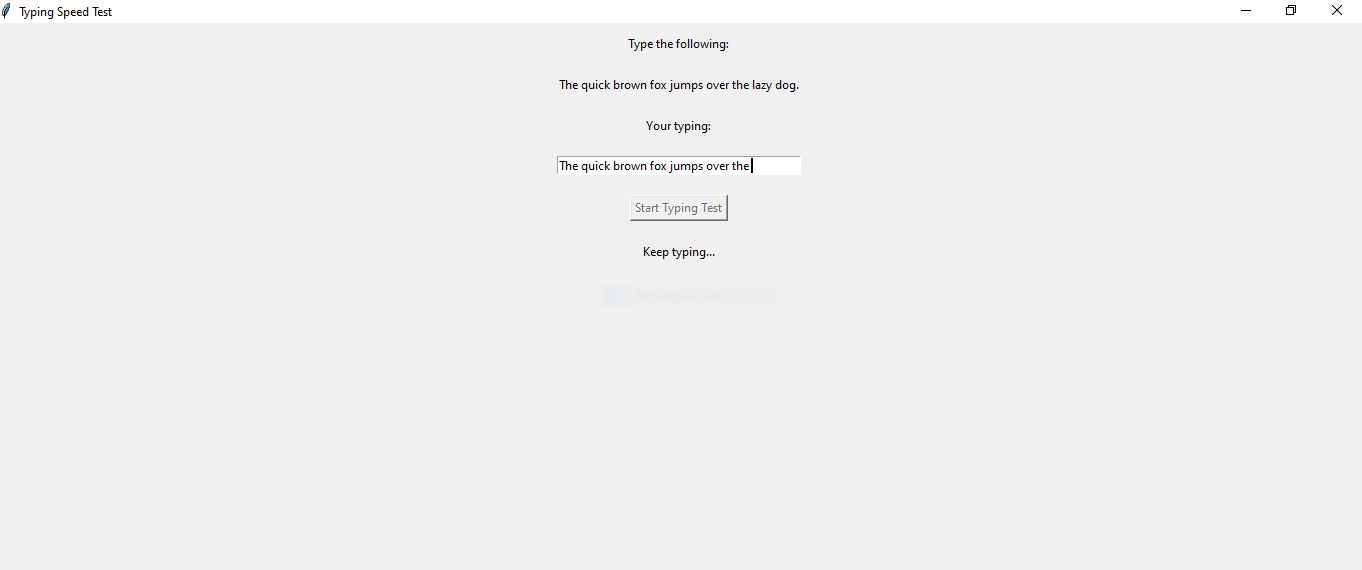 Typing Speed Test
Type the following:
The quick brown fox jumps over the lazy dog.
Your typing:
The quick brown fox jumps over the
Start Typing Test
Keep typing...
Rectangular Snip